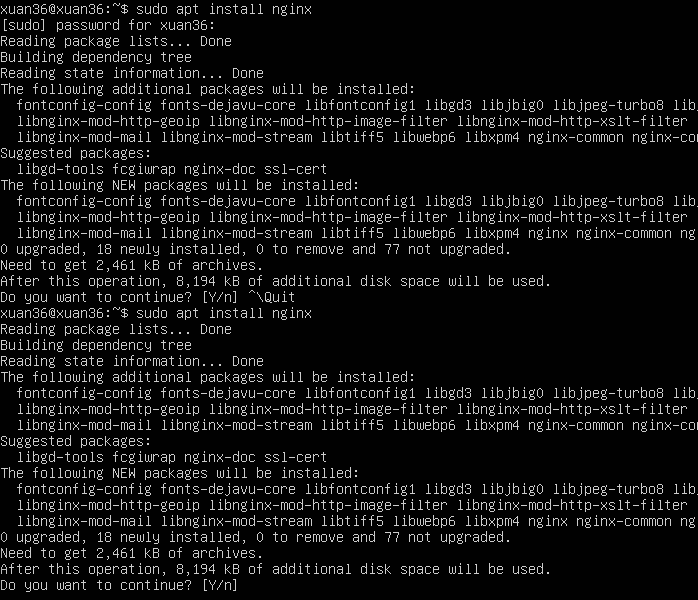 xuan36@xuan36:~$ sudo apt install nginx
[sudo] password for xuan36:
Reading package lists... Done
Building dependency tree
Reading state information... Done
The following additional packages will be installed:
  fontconfig-config fonts-dejavu-core libfontconfig1 libgd3 libjbig0 libjpeg-turbo8 lib
  libnginx-mod-http-geoip libnginx-mod-http-image-filter libnginx-mod-http-xslt-filter
  libnginx-mod-mail libnginx-mod-stream libtiff5 libwebp6 libxpm4 nginx-common nginx-co
Suggested packages:
  libgd-tools fcgiwrap nginx-doc ssl-cert
The following NEW packages will be installed:
  fontconfig-config fonts-dejavu-core libfontconfig1 libgd3 libjbig0 libjpeg-turbo8 lib
  libnginx-mod-http-geoip libnginx-mod-http-image-filter libnginx-mod-http-xslt-filter
  libnginx-mod-mail libnginx-mod-stream libtiff5 libwebp6 libxpm4 nginx nginx-common ng
0 upgraded, 18 newly installed, 0 to remove and 77 not upgraded.
Need to get 2,461 kB of archives.
After this operation, 8,194 kB of additional disk space will be used.
Do you want to continue? [Y/n] ^\Quit
xuan36@xuan36:~$ sudo apt install nginx
Reading package lists... Done
Building dependency tree
Reading state information... Done
The following additional packages will be installed:
  fontconfig-config fonts-dejavu-core libfontconfig1 libgd3 libjbig0 libjpeg-turbo8 lib
  libnginx-mod-http-geoip libnginx-mod-http-image-filter libnginx-mod-http-xslt-filter
  libnginx-mod-mail libnginx-mod-stream libtiff5 libwebp6 libxpm4 nginx-common nginx-co
Suggested packages:
  libgd-tools fcgiwrap nginx-doc ssl-cert
The following NEW packages will be installed:
  fontconfig-config fonts-dejavu-core libfontconfig1 libgd3 libjbig0 libjpeg-turbo8 lib
  libnginx-mod-http-geoip libnginx-mod-http-image-filter libnginx-mod-http-xslt-filter
  libnginx-mod-mail libnginx-mod-stream libtiff5 libwebp6 libxpm4 nginx nginx-common ng
0 upgraded, 18 newly installed, 0 to remove and 77 not upgraded.
Need to get 2,461 kB of archives.
After this operation, 8,194 kB of additional disk space will be used.
Do you want to continue? [Y/n]